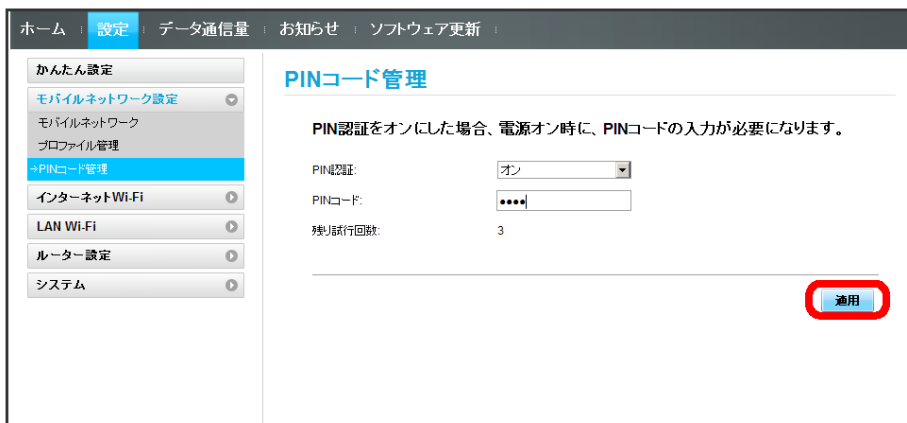 ホーム 設定 データ通信量 お知らせ ソフトウェア更新
かんたん設定
モバイルネットワーク設定
モバイルネットワーク
プロファイル管理
→PINコード管理
インターネットWi-Fi
LAN Wi-Fi
ルーター設定
システム
PINコード管理
PIN認証をオンにした場合、電源オン時に、PINコードの入力が必要になります。
PIN認証: オン
PINコード: ••••
残り試行回数: 3
適用